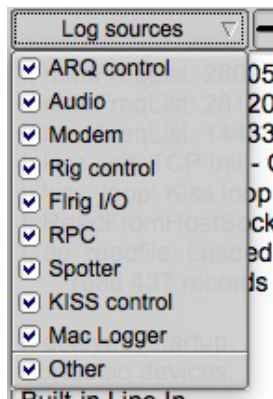 Log sources
ARQ control
Audio
Modem
Rig control
Flrig I/O
RPC
Spotter
KISS control
Mac Logger
Other
Built-in Line In